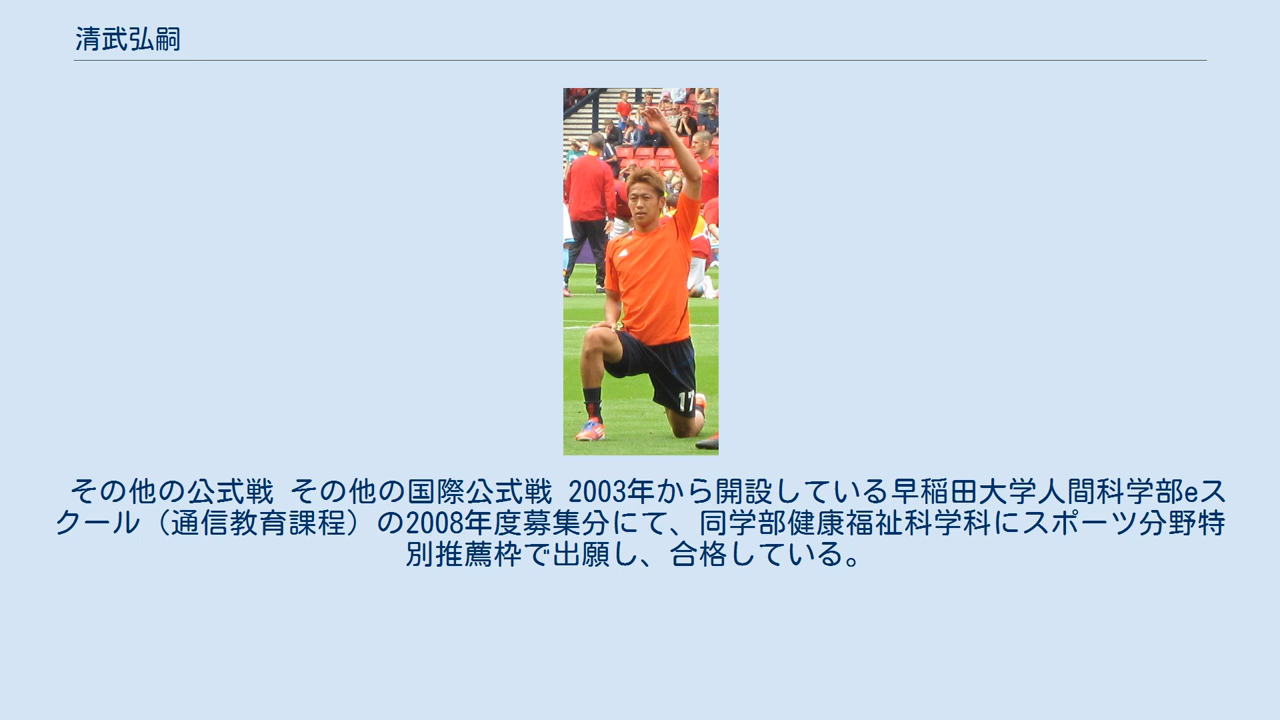 清武弘嗣
17
その他の公式戦 その他の国際公式戦 2003年から開設している早稲田大学人間科学部eス
クール（通信教育課程）の2008年度募集分にて、同学部健康福祉科学科にスポーツ分野特
別推薦枠で出願し、合格している。